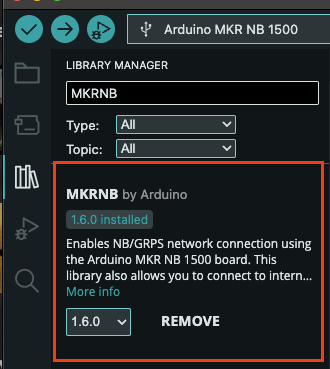 Arduino MKR NB 1500
LIBRARY MANAGER
MKRNB
Type: All
Topic: All
MKRNB by Arduino
1.6.0 installed
Enables NB/GRPS network connection using
the Arduino MKR NB 1500 board. This
library also allows you to connect to intern...
More info
1.6.0 REMOVE